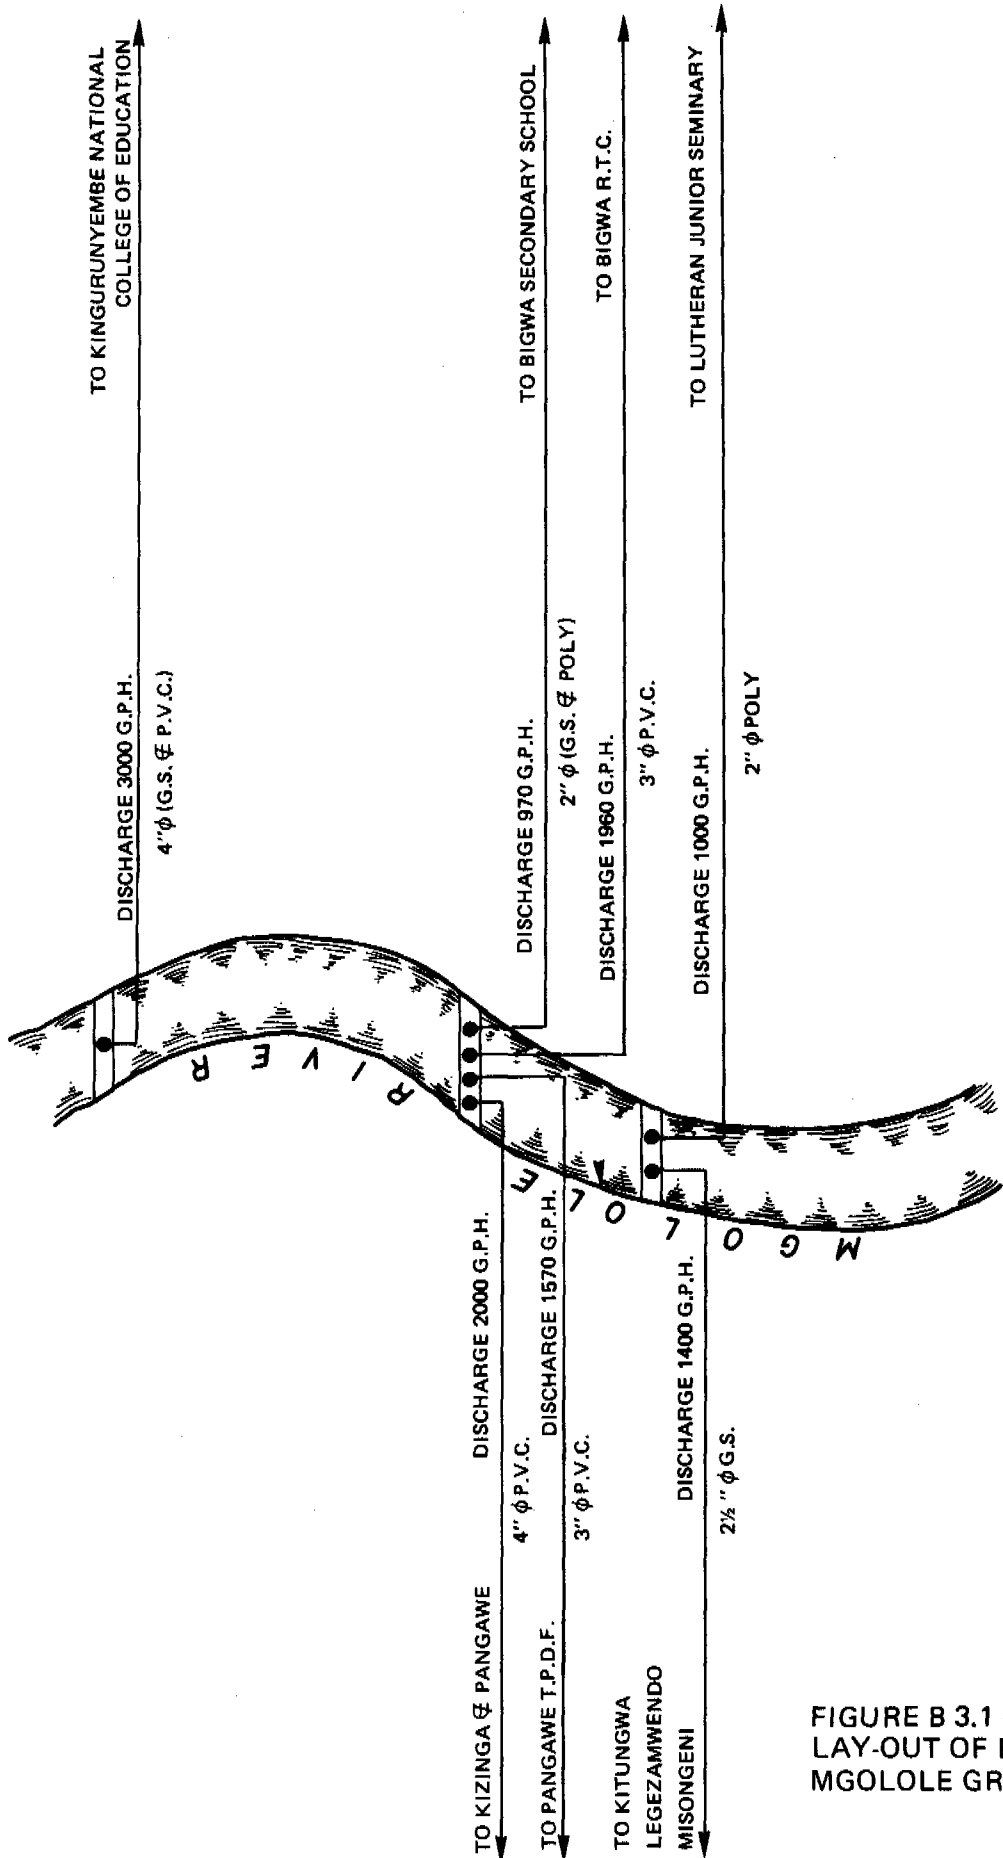 TO KINGURUNYEMBE NATIONAL
COLLEGE OF EDUCATION
DISCHARGE 3000 G.P.H.
4" ϕ (G.S. & P.V.C.)
TO BIGWA SECONDARY SCHOOL
DISCHARGE 970 G.P.H.
2" ϕ (G.S. & POLY)
TO BIGWA R.T.C.
DISCHARGE 1960 G.P.H.
3" ϕ P.V.C.
TO LUTHERAN JUNIOR SEMINARY
DISCHARGE 1000 G.P.H.
2" ϕ POLY
MGOLOLE RIVER
TO KIZINGA & PANGAWE
DISCHARGE 2000 G.P.H.
4" ϕ P.V.C.
TO PANGAWE T.P.D.F.
DISCHARGE 1570 G.P.H.
3" ϕ P.V.C.
TO KITUNGWA
LEGEZAMWENDO
MISONGENI
DISCHARGE 1400 G.P.H.
2½" ϕ G.S.
FIGURE B 3.1
LAY-OUT OF
MGOLOLE GR